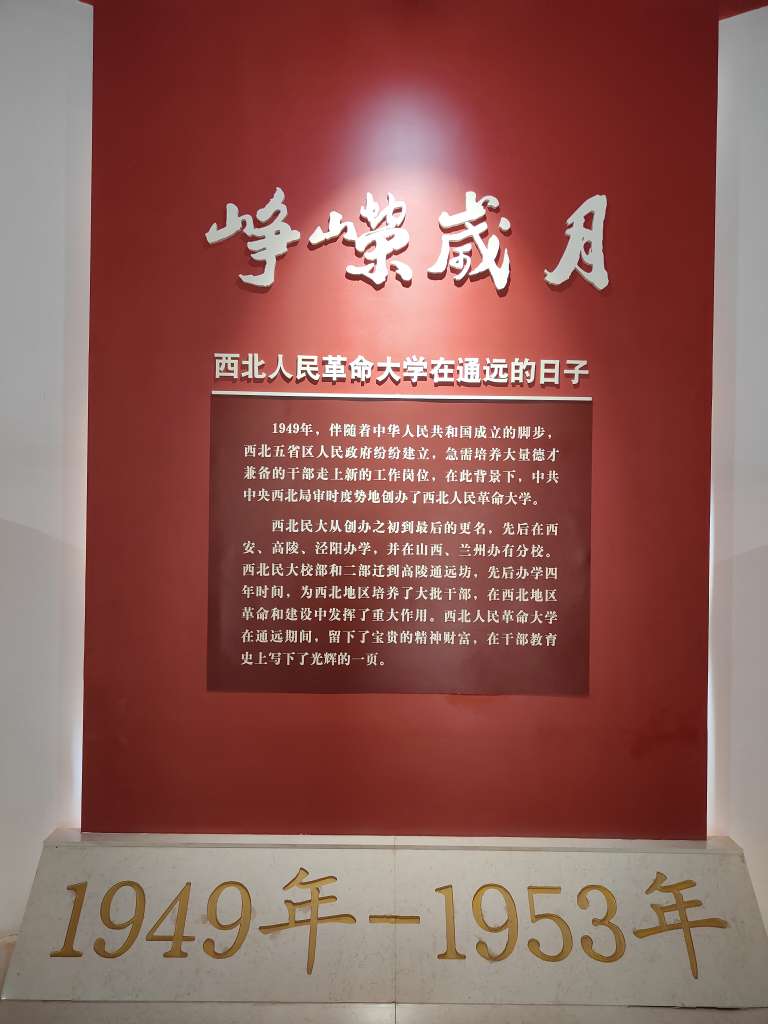 峥嵘歲月
西北人民革命大学在通远的日子
1949年，伴随着中华人民共和国成立的脚步，
西北五省区人民政府纷纷建立，急需培养大量德才
兼备的干部走上新的工作岗位，在此背景下，中共
中央西北局审时度势地创办了西北人民革命大学。
西北民大从创办之初到最后的更名，先后在西
安、高陵、泾阳办学，并在山西、兰州办有分校。
西北民大校部和二部迁到高陵通远坊，先后办学四
年时间，为西北地区培养了大批干部，在西北地区
革命和建设中发挥了重大作用。西北人民革命大学
在通远期间，留下了宝贵的精神财富，在干部教育
史上写下了光辉的一页。
1949年-1953年